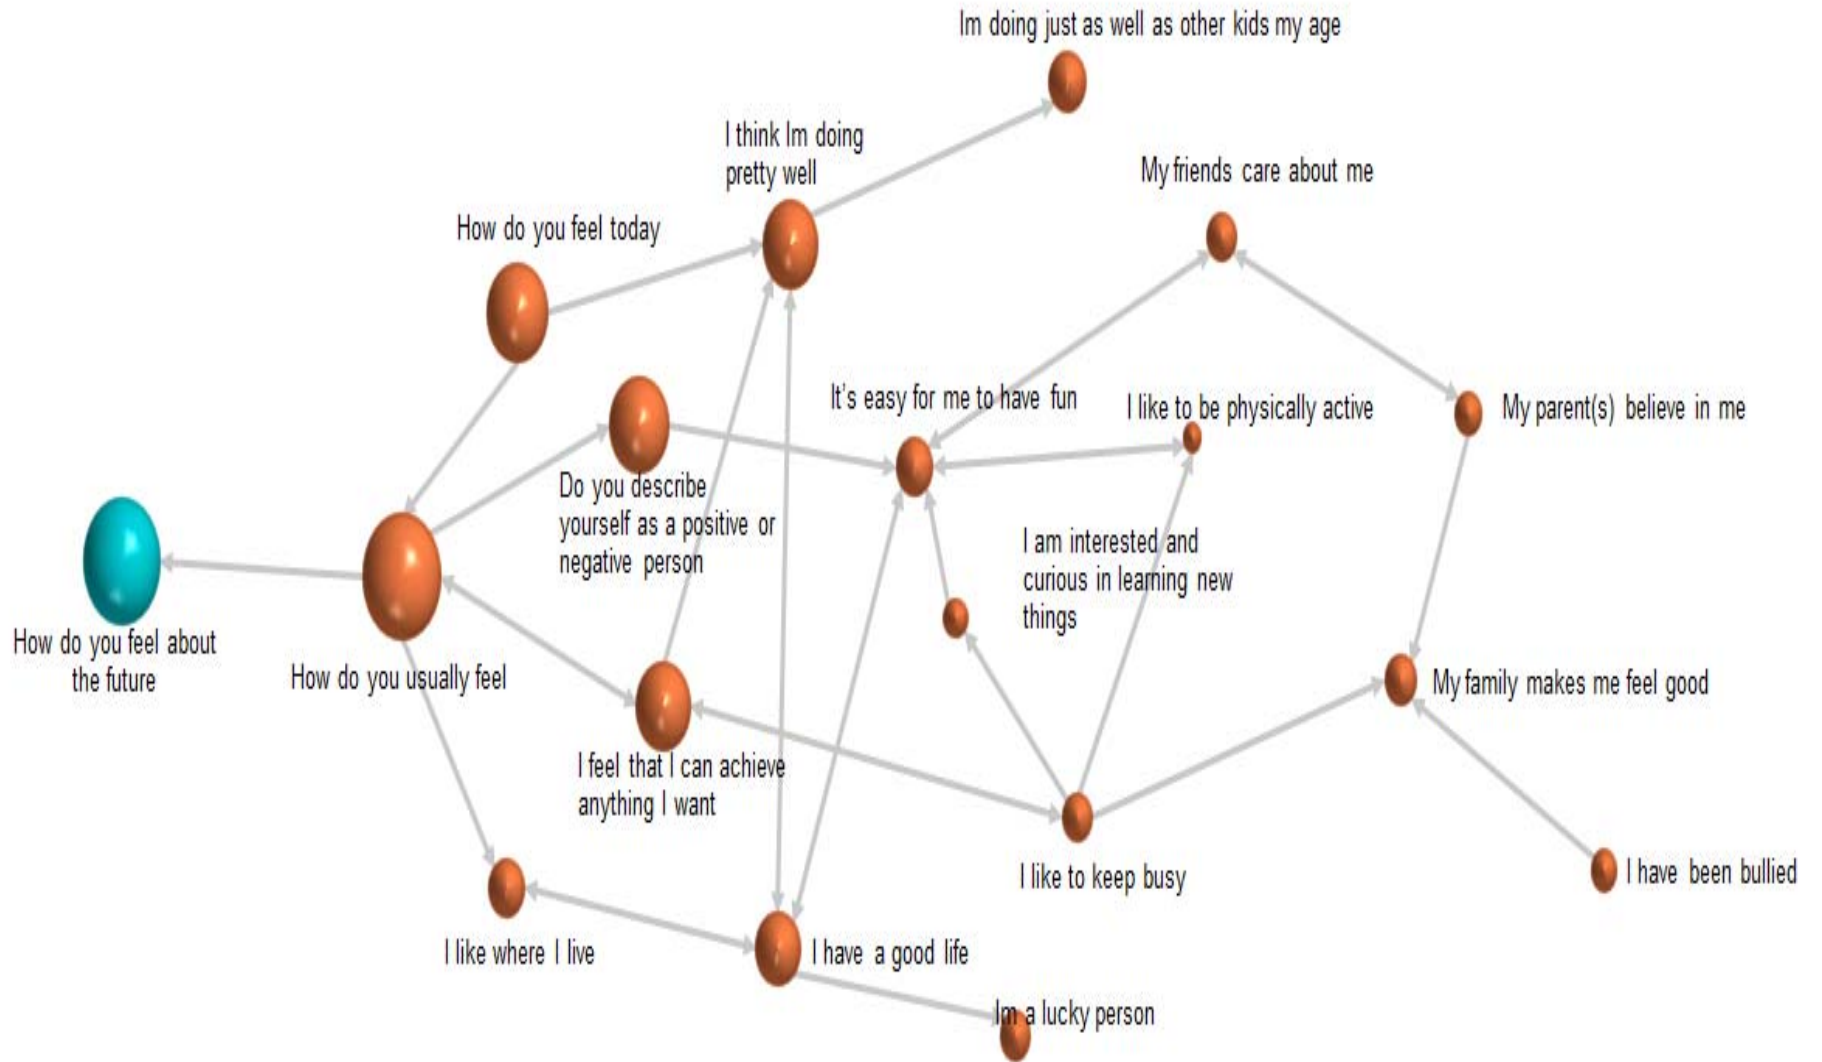 Im doing just as well as other kids my age
I think Im doing
pretty well
My friends care about me
How do you feel today
It's easy for me to have fun
I like to be physically active
My parent(s) believe in me
Do you describe
yourself as a positive or
negative person
I am interested and
curious in learning new
things
How do you feel about
the future
How do you usually feel
My family makes me feel good
I feel that I can achieve
anything I want
I like to keep busy
I have been bullied
I like where I live
I have a good life
Im a lucky person